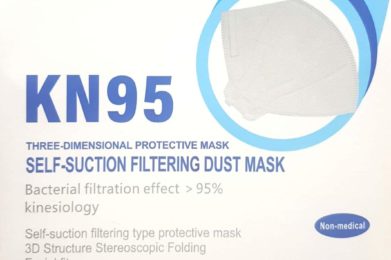 KN95
THREE-DIMENSIONAL PROTECTIVE MASK
SELF-SUCTION FILTERING DUST MASK
Bacterial filtration effect > 95%
kinesiology
Non-medical
Self-suction filtering type protective mask
3D Structure Stereoscopic Folding